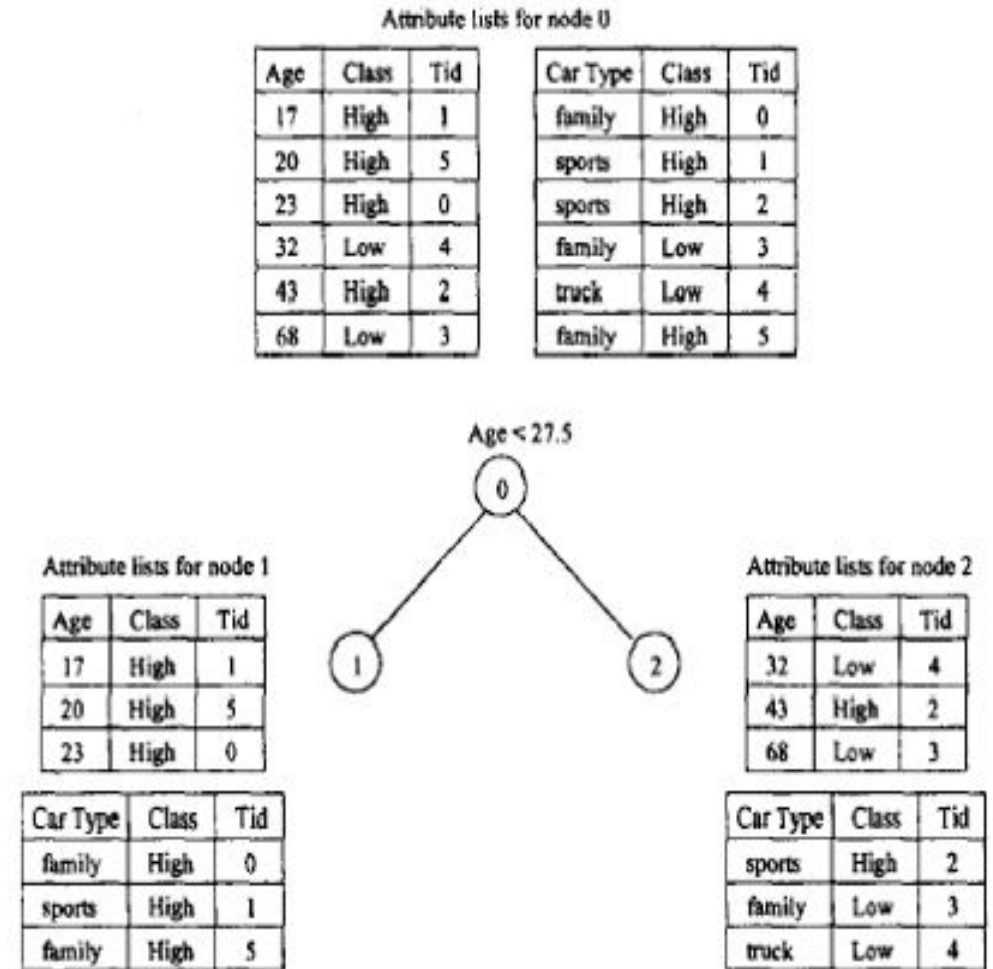 Attribute lists for node 0
Age Class Tid
17 High 1
20 High 5
23 High 0
32 Low 4
43 High 2
68 Low 3
Car Type Class Tid
family High 0
sports High 1
sports High 2
family Low 3
truck Low 4
family High 5
Age < 27.5
0
1
2
Attribute lists for node 1
Age Class Tid
17 High 1
20 High 5
23 High 0
Car Type Class Tid
family High 0
sports High 1
family High 5
Attribute lists for node 2
Age Class Tid
32 Low 4
43 High 2
68 Low 3
Car Type Class Tid
sports High 2
family Low 3
truck Low 4